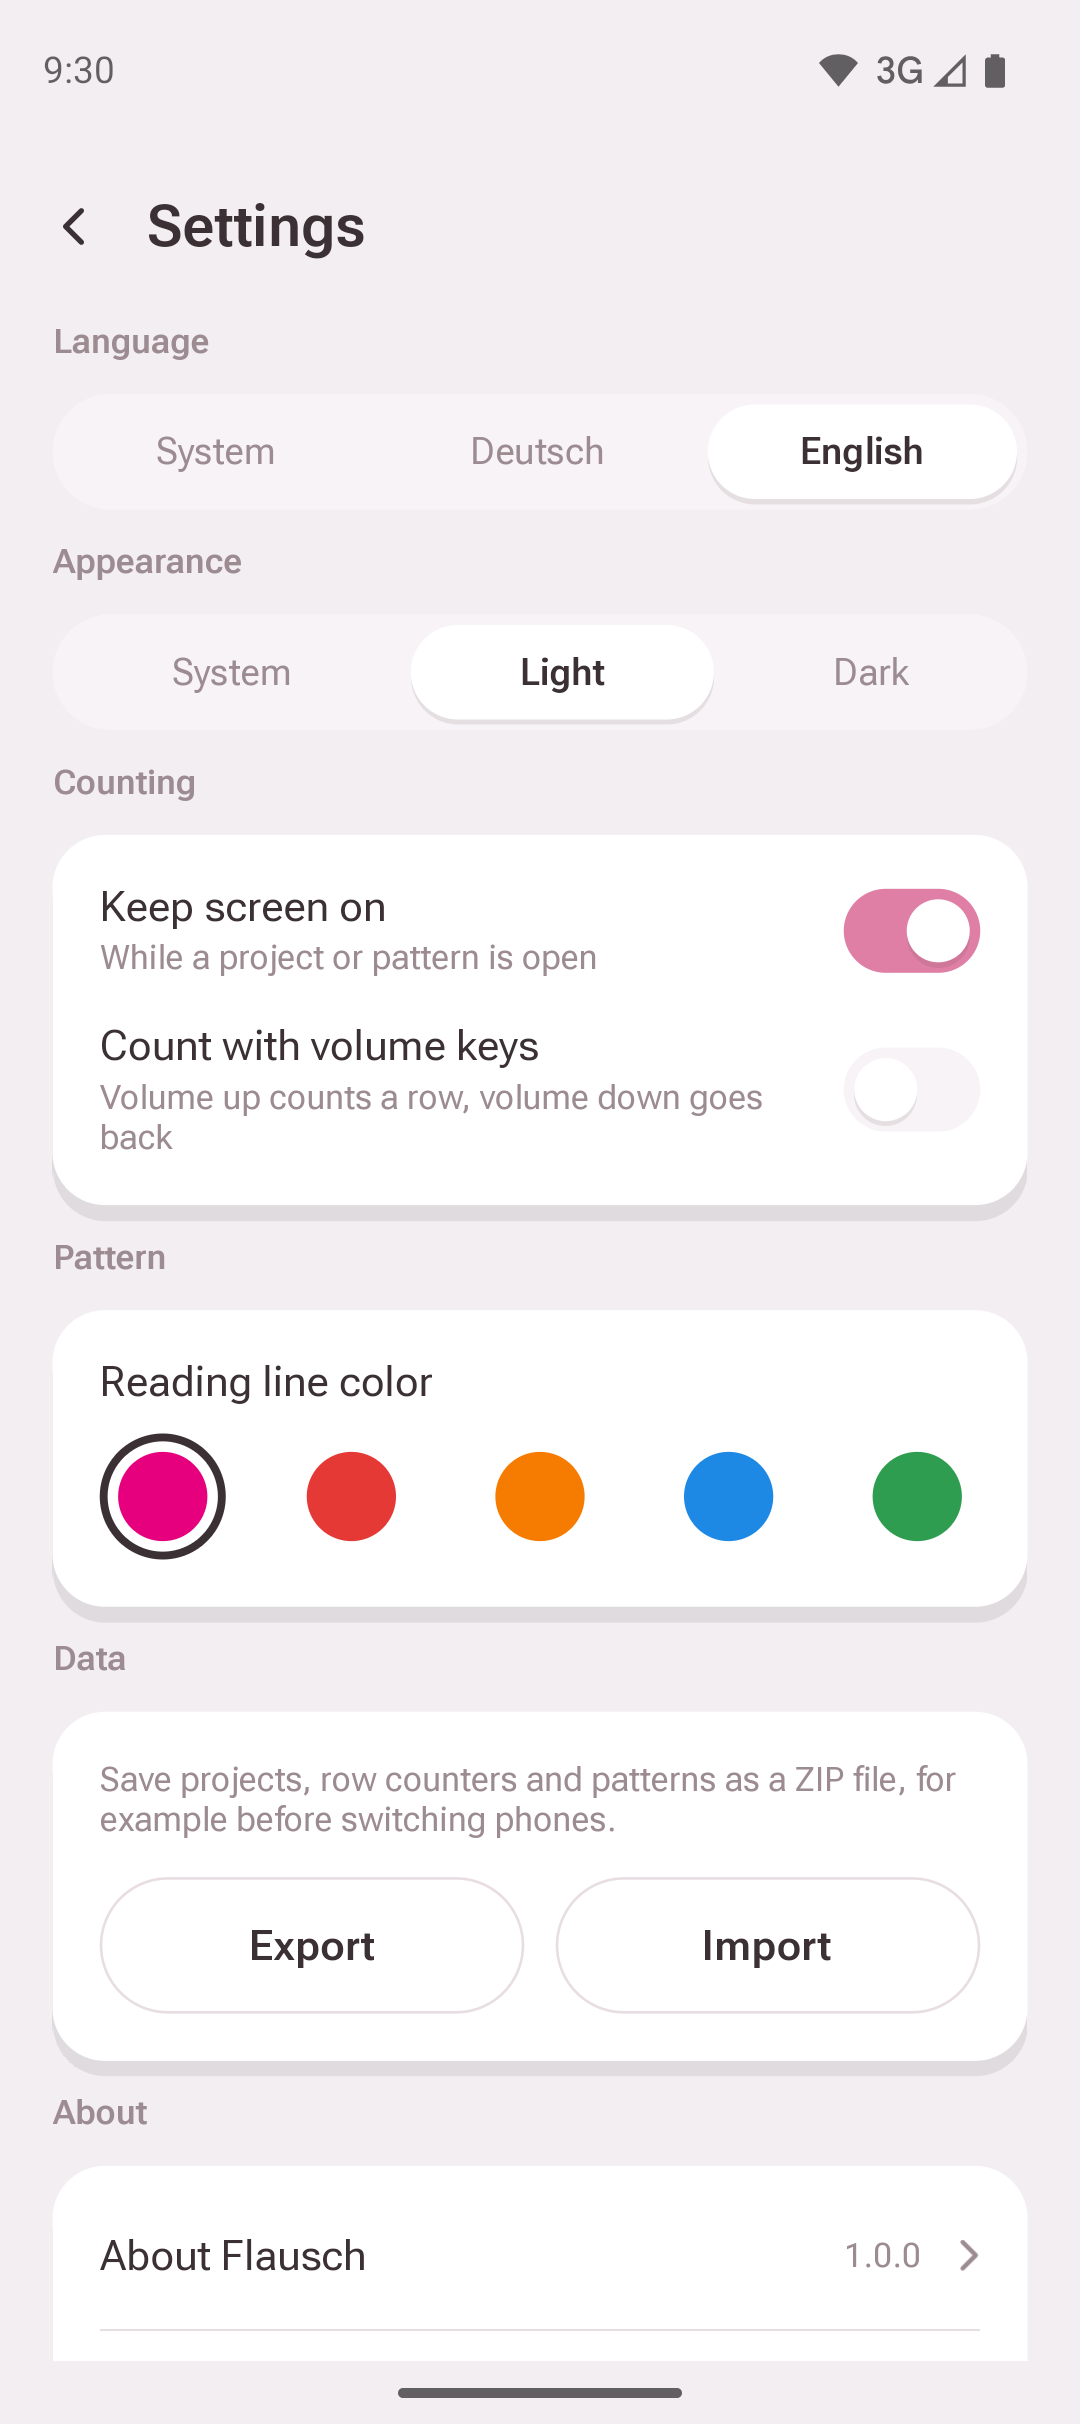 9:30
3G
Settings
Language
System
Deutsch
English
Appearance
System
Light
Dark
Counting
Keep screen on
While a project or pattern is open
Count with volume keys
Volume up counts a row, volume down goes
back
Pattern
Reading line color
Data
Save projects, row counters and patterns as a ZIP file, for
example before switching phones.
Export
Import
About
About Flausch
1.0.0